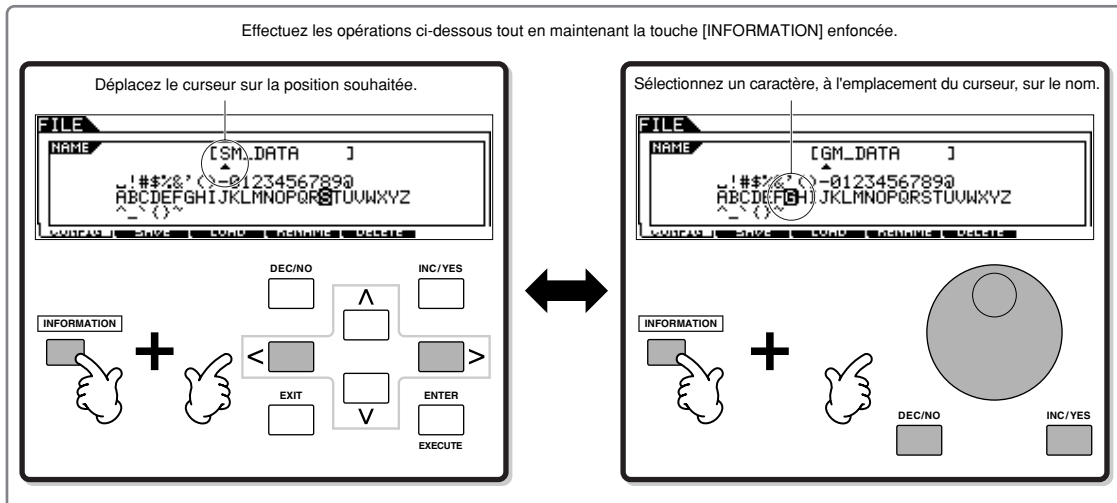 Effectuez les opérations ci-dessous tout en maintenant la touche [INFORMATION] enfoncée.
Déplacez le curseur sur la position souhaitée.
FILE
NAME
[SM_DATA ]
␣!#$%&'()-0123456789@
ABCDEFGHIJKLMNOPQRSTUVWXYZ
^_`{}~
CONFIG SAVE LOAD RENAME DELETE
DEC/NO
INC/YES
INFORMATION
EXIT
ENTER
EXECUTE
Sélectionnez un caractère, à l'emplacement du curseur, sur le nom.
FILE
NAME
[GM_DATA ]
␣!#$%&'()-0123456789@
ABCDEFGHIJKLMNOPQRSTUVWXYZ
^_`{}~
CONFIG SAVE LOAD RENAME DELETE
INFORMATION
DEC/NO
INC/YES